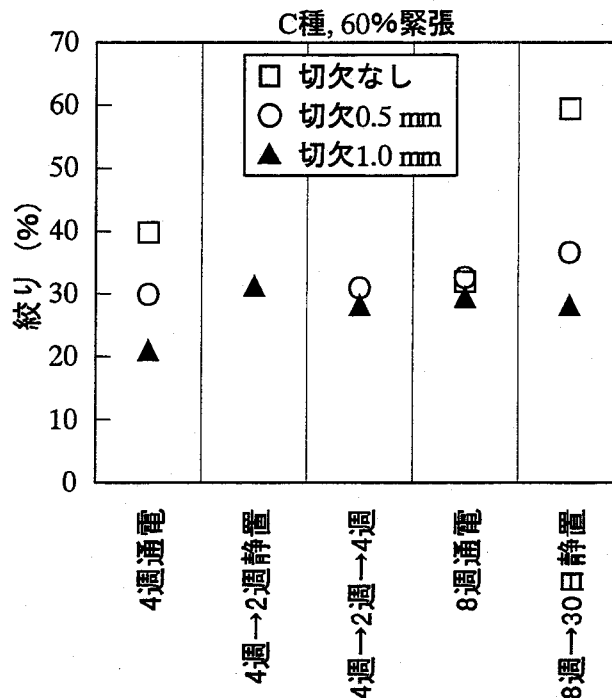 C種, 60%緊張
70
60
50
40
30
20
10
0
絞り (%)
切欠なし
切欠0.5 mm
切欠1.0 mm
4週通電
4週→2週静置
4週→2週→4週
8週通電
8週→30日静置